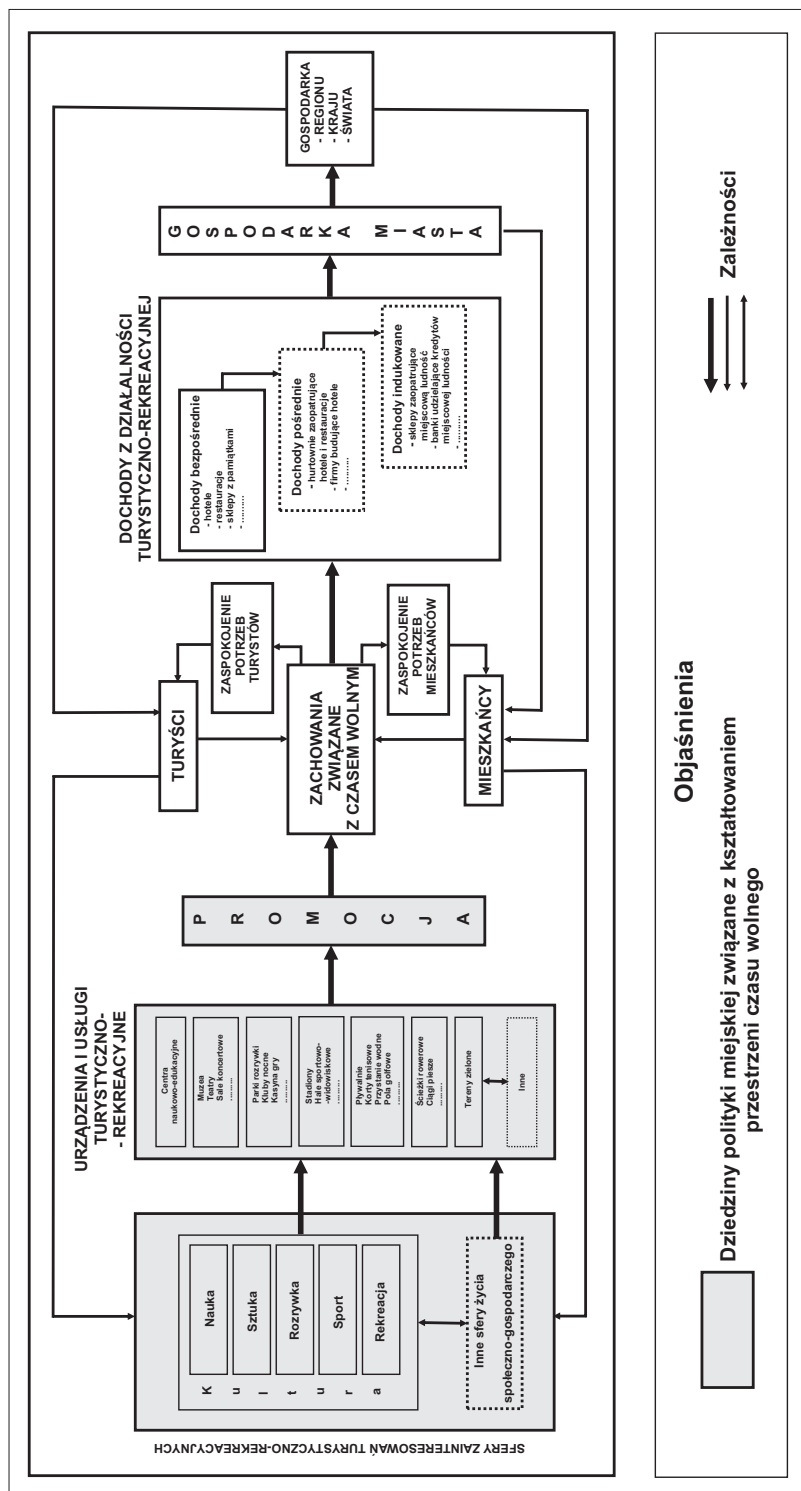 SFERY ZAINTERESOWAŃ TURYSTYCZNO-REKREACYJNYCH
Kultura
Nauka
Sztuka
Rozrywka
Sport
Rekreacja
Inne sfery życia
społeczno-gospodarczego
URZĄDZENIA I USŁUGI
TURYSTYCZNO-
- REKREACYJNE
Centra
naukowo-edukacyjne
Muzea
Teatry
Sale koncertowe
..........
Parki rozrywki
Kluby nocne
Kasyna gry
..........
Stadiony
Hale sportowo-
-widowiskowe
..........
Pływalnie
Korty tenisowe
Przystanie wodne
Pola golfowe
..........
Ścieżki rowerowe
Ciągi piesze
..........
Tereny zielone
Inne
PROMOCJA
TURYŚCI
ZASPOKOJENIE
POTRZEB
TURYSTÓW
ZACHOWANIA
ZWIĄZANE
Z CZASEM WOLNYM
ZASPOKOJENIE
POTRZEB
MIESZKAŃCÓW
MIESZKAŃCY
DOCHODY Z DZIAŁALNOŚCI
TURYSTYCZNO-REKREACYJNEJ
Dochody bezpośrednie
- hotele
- restauracje
- sklepy z pamiątkami
- ..........
Dochody pośrednie
- hurtownie zaopatrujące
hotele i restauracje
- firmy budujące hotele
- ..........
Dochody indukowane
- sklepy zaopatrujące
miejscową ludność
- banki udzielające kredytów
miejscowej ludności
- ..........
GOSPODARKA MIASTA
GOSPODARKA
- REGIONU
- KRAJU
- ŚWIATA
Objaśnienia
Dziedziny polityki miejskiej związane z kształtowaniem
przestrzeni czasu wolnego
Zależności